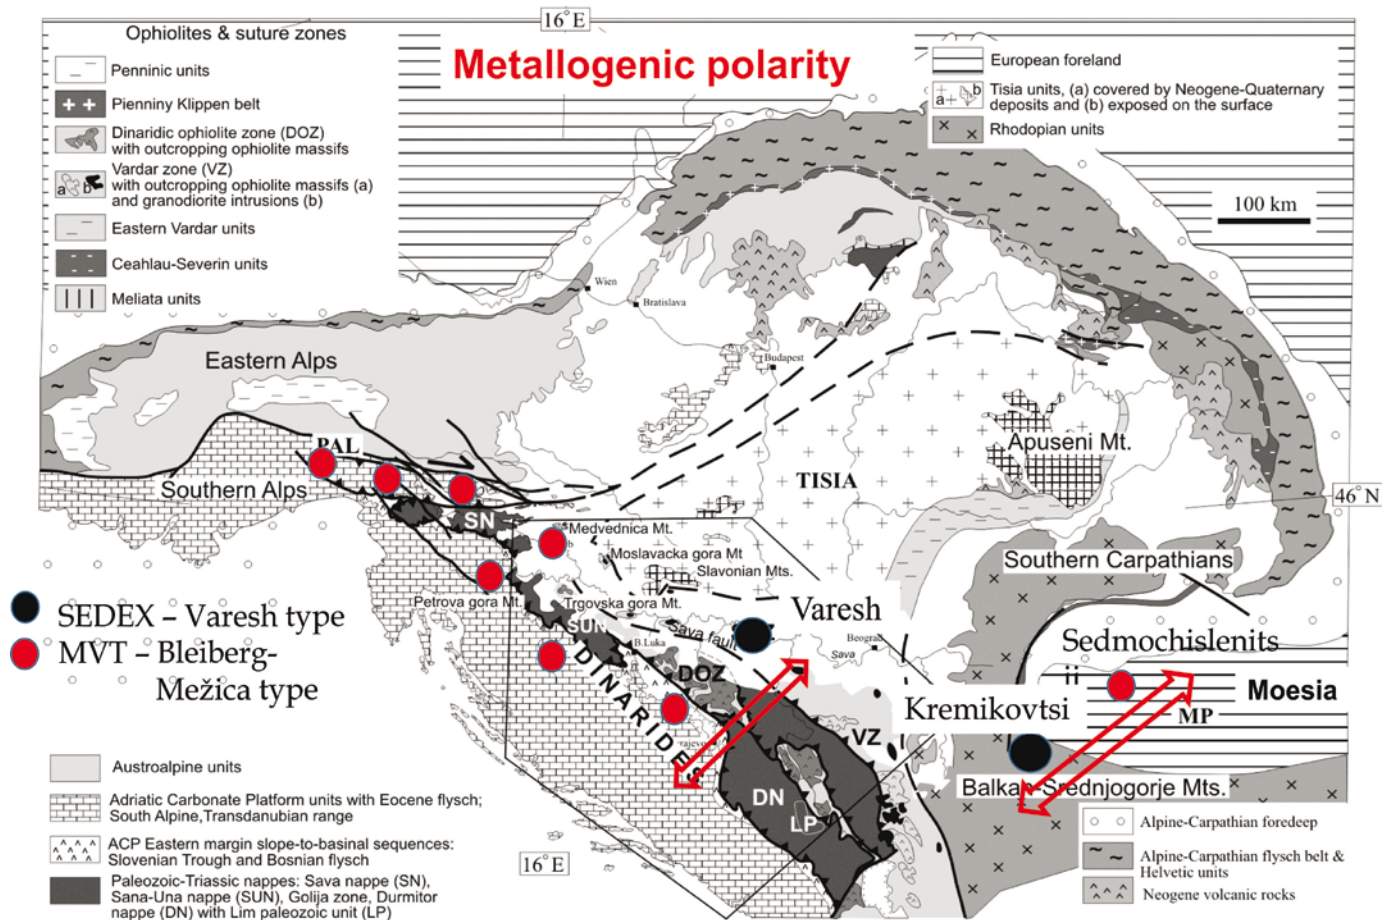 16°E
Metallogenic polarity
Ophiolites & suture zones
Penninic units
Pienniny Klippen belt
Dinaridic ophiolite zone (DOZ)
with outcropping ophiolite massifs
Vardar zone (VZ)
a b
with outcropping ophiolite massifs (a)
and granodiorite intrusions (b)
Eastern Vardar units
Ceahlau-Severin units
Meliata units
European foreland
a b
Tisia units, (a) covered by Neogene-Quaternary
deposits and (b) exposed on the surface
Rhodopian units
100 km
Wien
Bratislava
Budapest
Eastern Alps
PAL
Southern Alps
Apuseni Mt.
TISIA
46°N
SN
Medvednica Mt.
Moslavacka gora Mt
Slavonian Mts.
Southern Carpathians
Petrova gora Mt.
Trgovska gora Mt.
SUN
Varesh
SEDEX – Varesh type
MVT – Bleiberg-
Mežica type
Sava fault
B.Luka
Beograd
Sava
Sedmochislenits
ii
DINARIDES
DOZ
Moesia
MP
Kremikovtsi
VZ
rajevo
DN
LP
Balkan-Srednjogorje Mts.
Austroalpine units
Adriatic Carbonate Platform units with Eocene flysch;
South Alpine,Transdanubian range
ACP Eastern margin slope-to-basinal sequences:
Slovenian Trough and Bosnian flysch
Paleozoic-Triassic nappes: Sava nappe (SN),
Sana-Una nappe (SUN), Golija zone, Durmitor
nappe (DN) with Lim paleozoic unit (LP)
16°E
Alpine-Carpathian foredeep
Alpine-Carpathian flysch belt &
Helvetic units
Neogene volcanic rocks